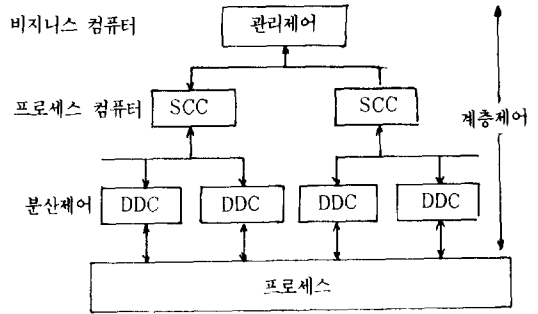 비지니스 컴퓨터 관리제어
프로세스 컴퓨터 SCC SCC
계층제어
분산제어 DDC DDC DDC DDC
프로세스